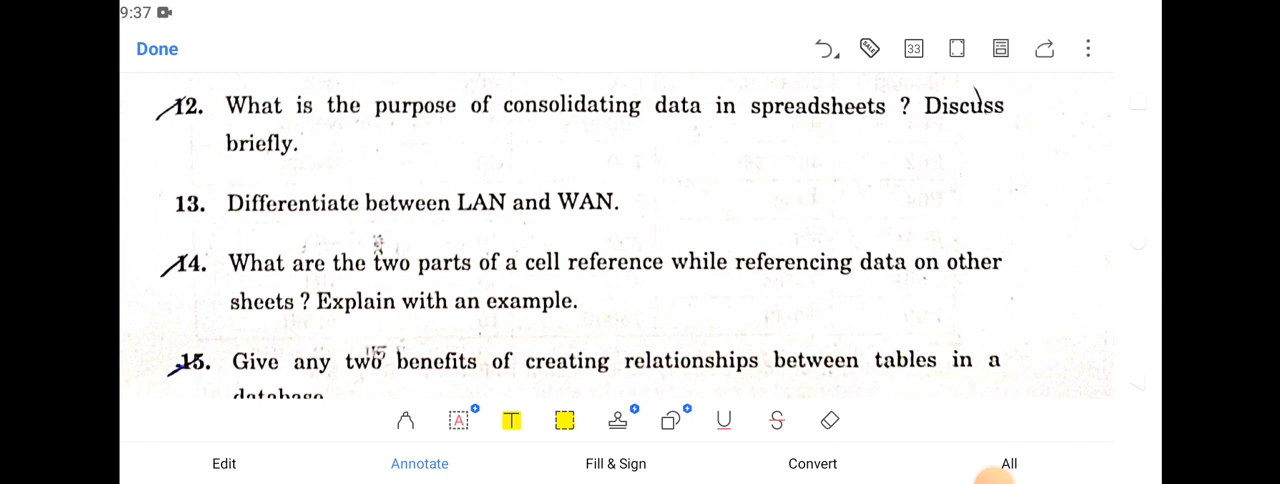 9:37
Done
33
12. What is the purpose of consolidating data in spreadsheets ? Discuss
briefly.
13. Differentiate between LAN and WAN.
14. What are the two parts of a cell reference while referencing data on other
sheets ? Explain with an example.
15. Give any two benefits of creating relationships between tables in a
database
A T U S
Edit Annotate Fill & Sign Convert All